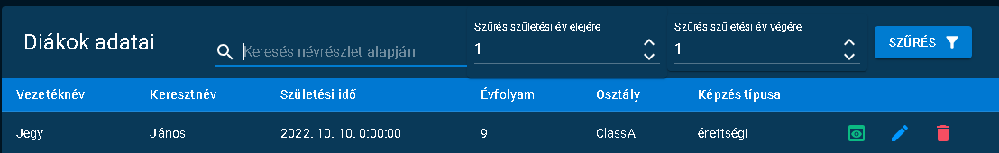 Diákok adatai
Keresés névrészlet alapján
Szűrés születési év elejére
1
Szűrés születési év végére
1
SZŰRÉS
Vezetéknév Keresztnév Születési idő Évfolyam Osztály Képzés típusa
Jegy János 2022. 10. 10. 0:00:00 9 ClassA érettségi